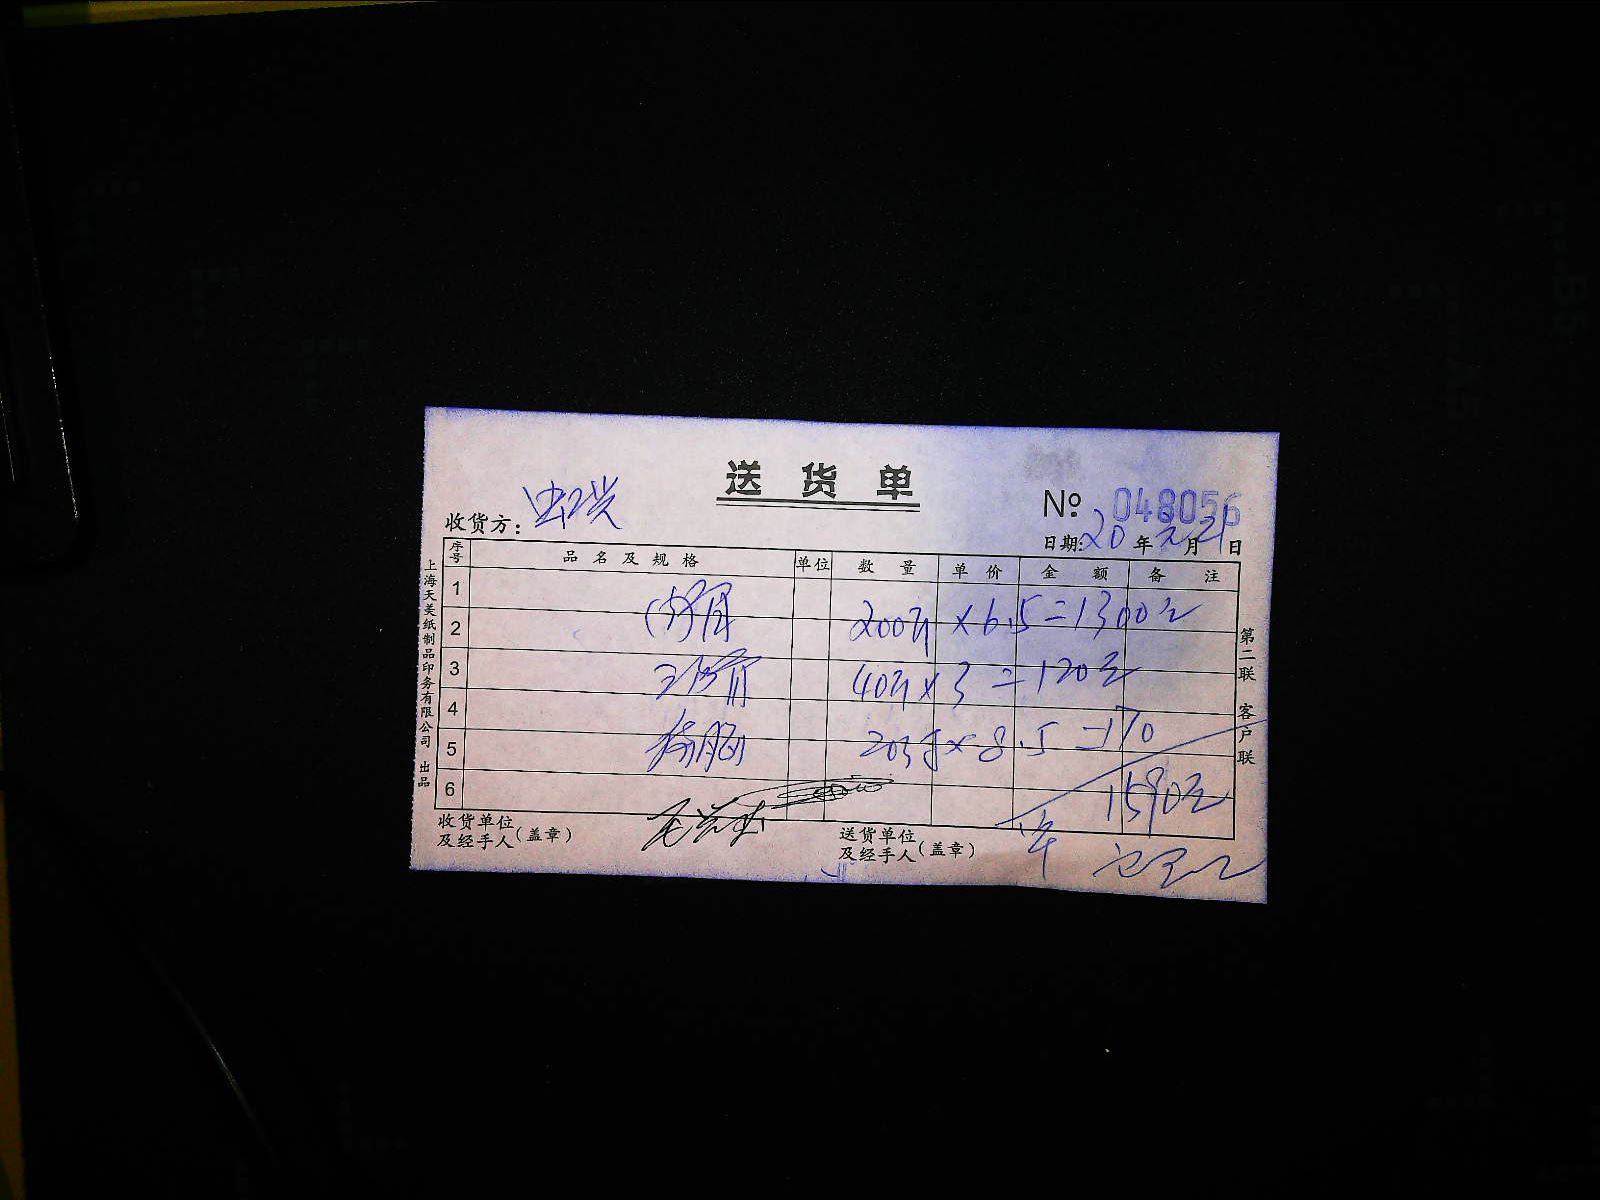 送货单
No 048056
收货方:
日期: 20 年 月 21 日
序号 品名及规格 单位 数量 单价 金额 备注
1
200斤 × 6.5 = 1300元
2
3
40斤 × 3 = 120元
4
5
× 8.5 = 170
6
1590元
收货单位及经手人(盖章)
送货单位及经手人(盖章)
上海天美纸制品印务有限公司 出品
第二联 客户联